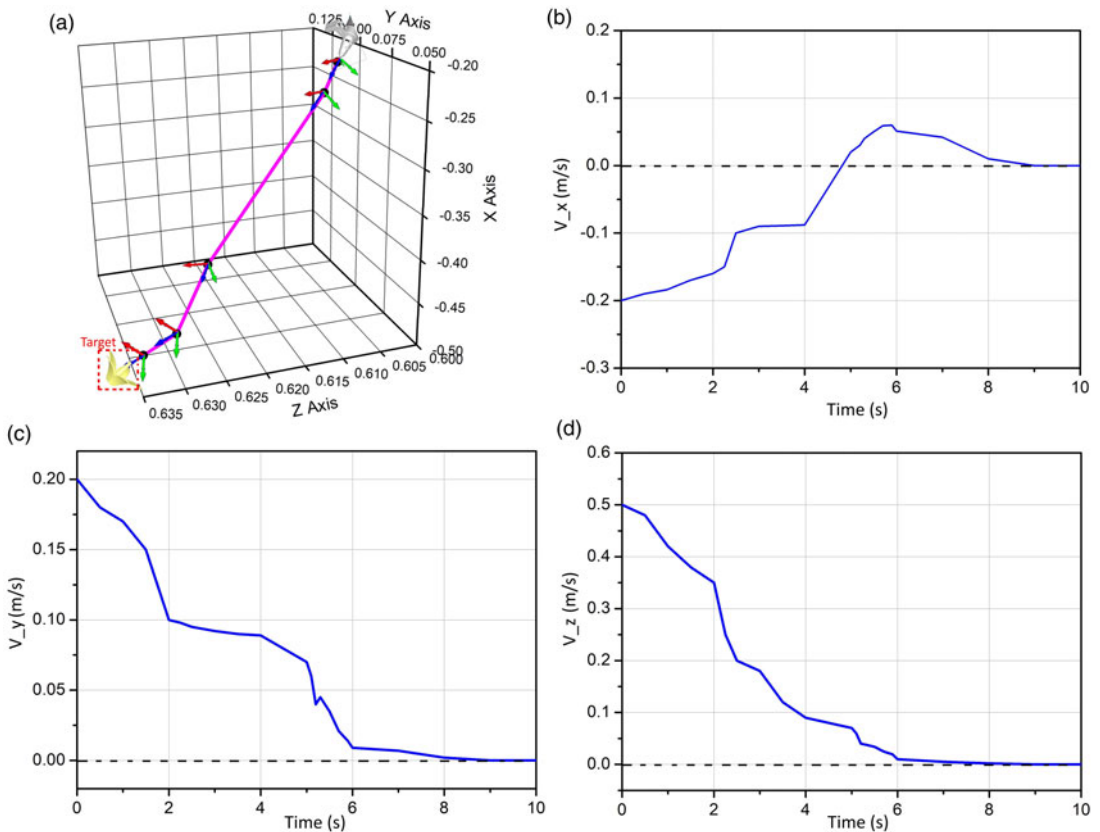 (a)
Y Axis
0.125
0.075
0.050
-0.20
-0.25
-0.30
-0.35
-0.40
-0.45
-0.50
X Axis
0.600
0.605
0.610
0.615
0.620
0.625
0.630
0.635
Z Axis
Target
(b)
0.2
0.1
0.0
-0.1
-0.2
-0.3
V_x (m/s)
0 2 4 6 8 10
Time (s)
(c)
0.20
0.15
0.10
0.05
0.00
V_y (m/s)
0 2 4 6 8 10
Time (s)
(d)
0.6
0.5
0.4
0.3
0.2
0.1
0.0
V_z (m/s)
0 2 4 6 8 10
Time (s)